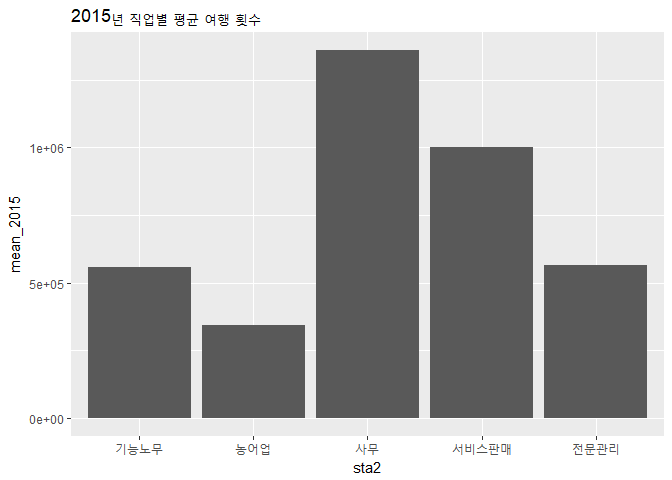 2015년 직업별 평균 여행 횟수
mean_2015
1e+06
5e+05
0e+00
기능노무 농어업 사무 서비스판매 전문관리
sta2